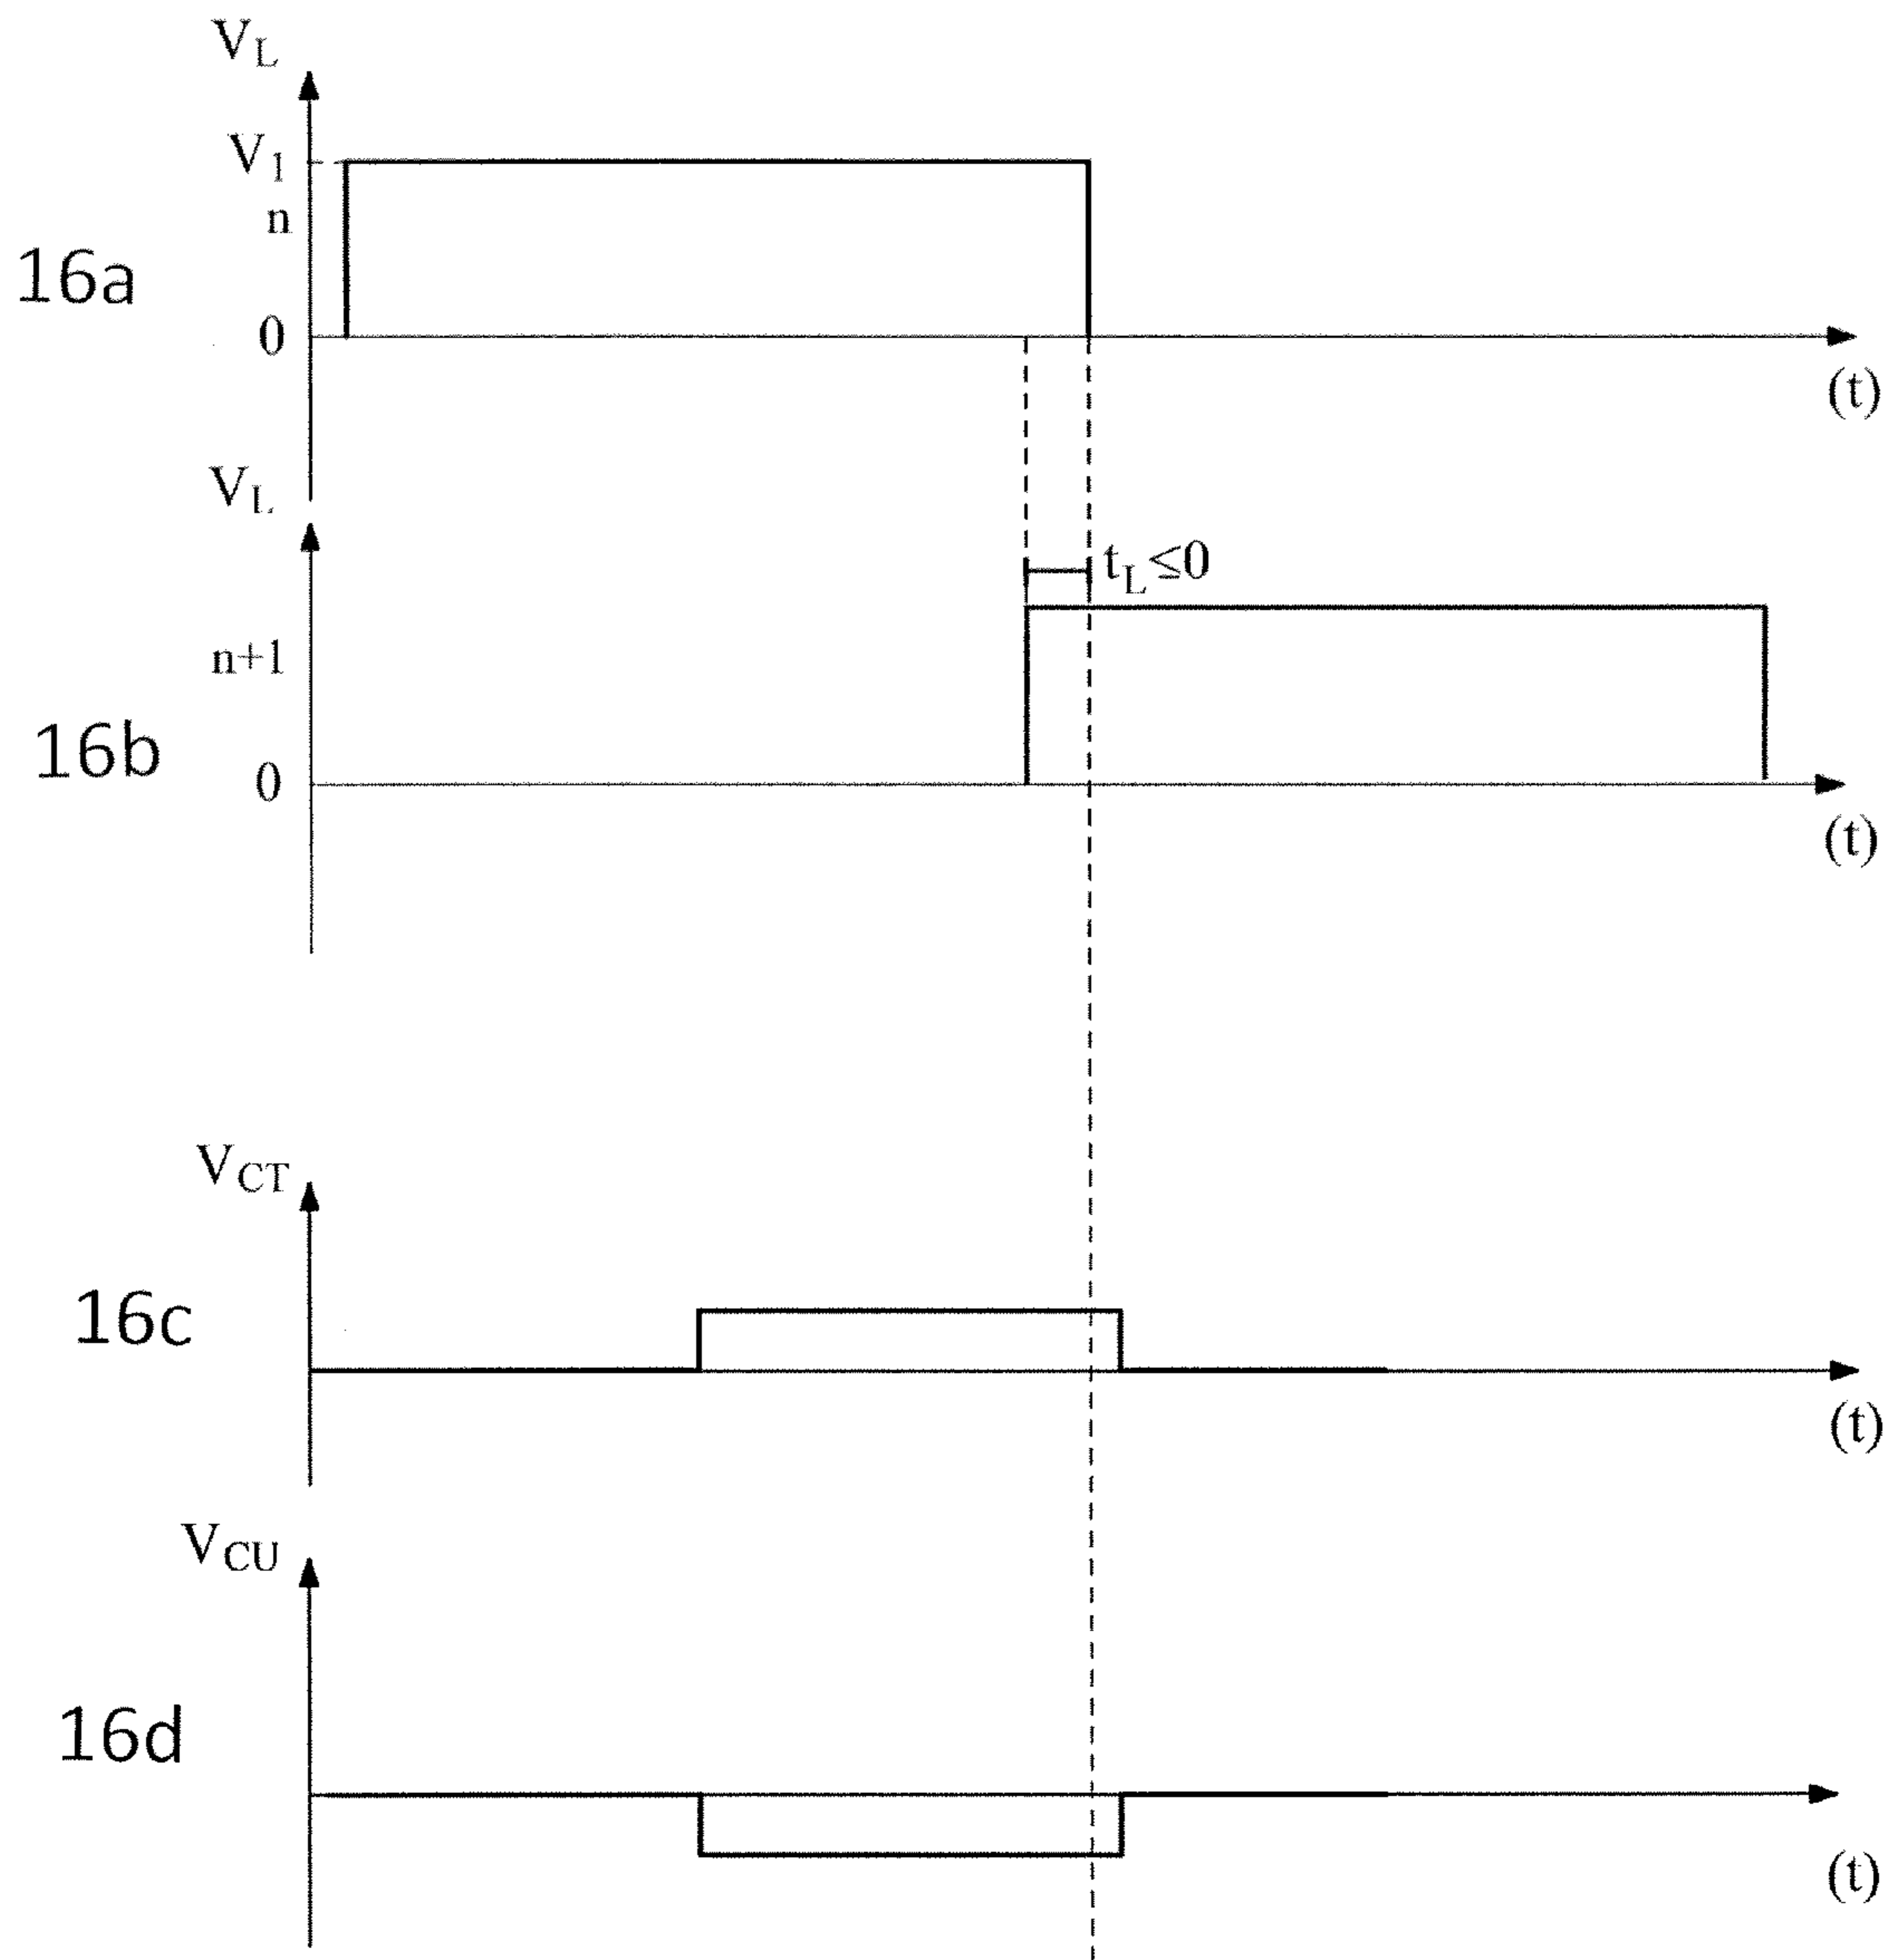 V_L
V_1
n
16a
0
(t)
V_L
t_L≤0
n+1
16b
0
(t)
V_CT
16c
(t)
V_CU
16d
(t)